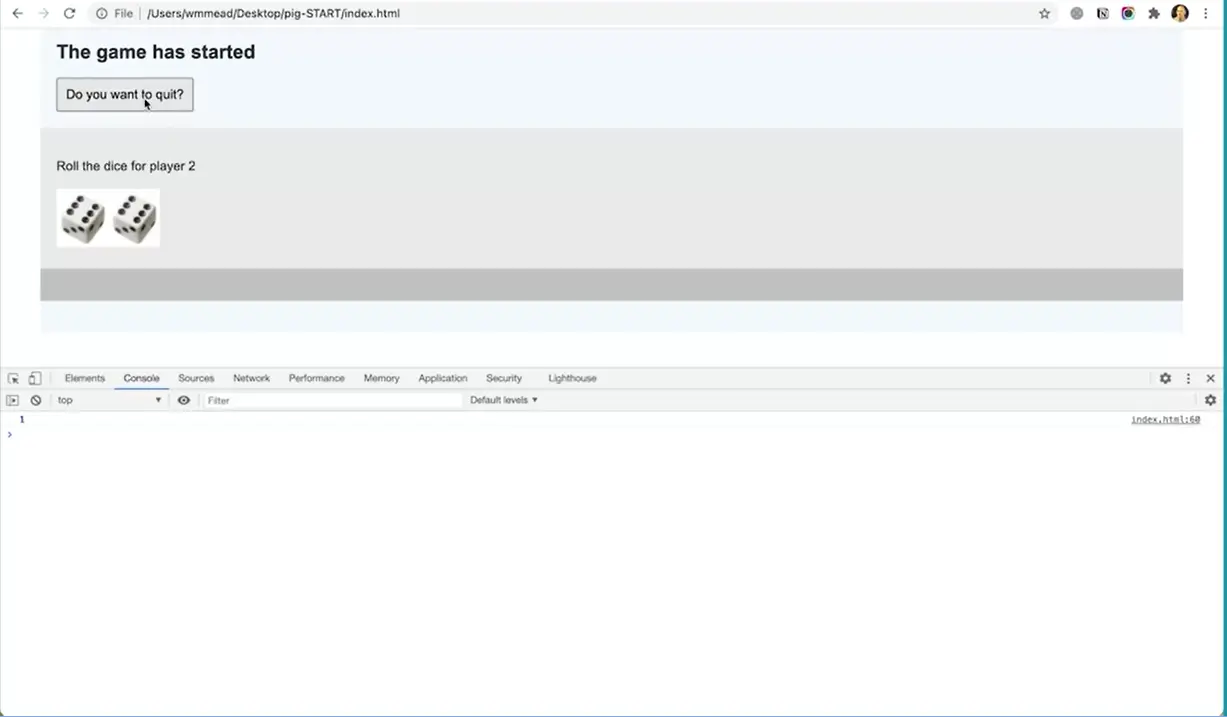 File /Users/wmmead/Desktop/pig-START/index.html
The game has started
Do you want to quit?
Roll the dice for player 2
Elements Console Sources Network Performance Memory Application Security Lighthouse
top Filter Default levels
1 index.html:60